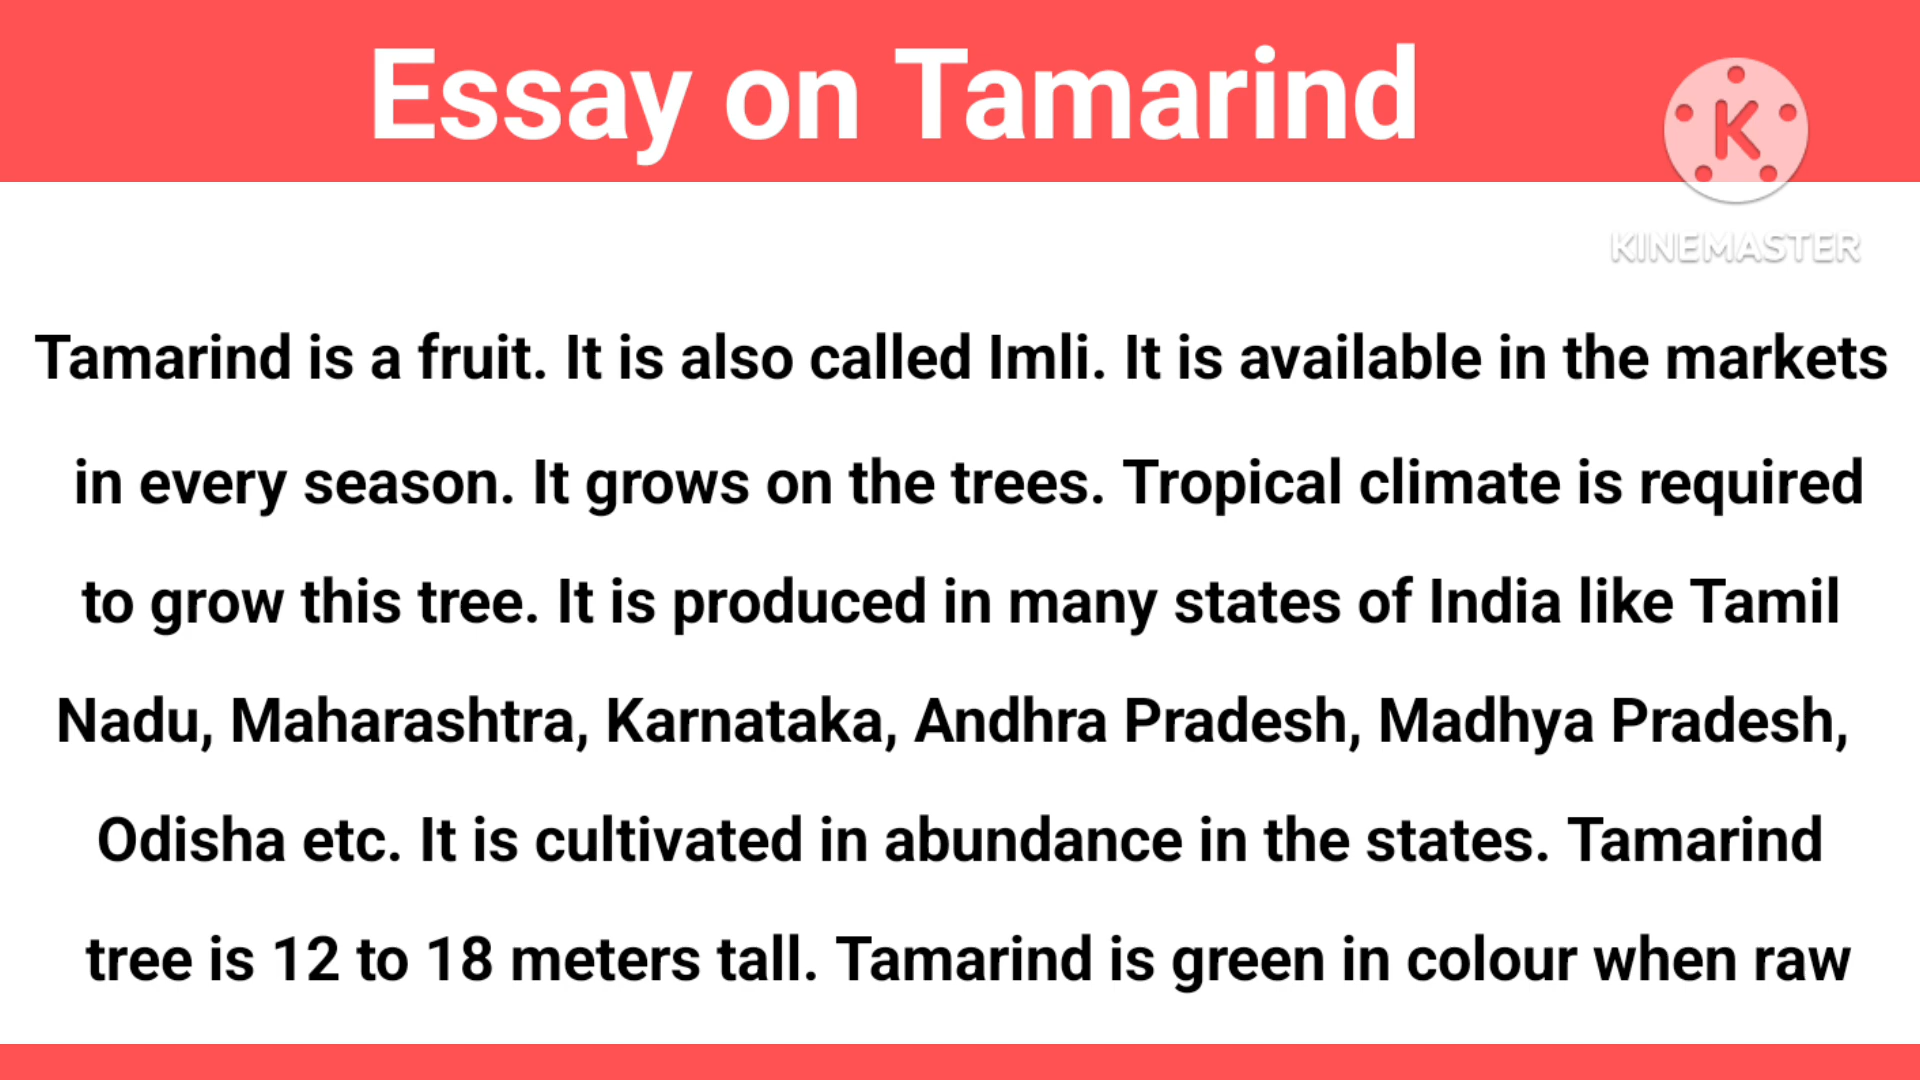 Essay on Tamarind
K
KINEMASTER
Tamarind is a fruit. It is also called Imli. It is available in the markets
in every season. It grows on the trees. Tropical climate is required
to grow this tree. It is produced in many states of India like Tamil
Nadu, Maharashtra, Karnataka, Andhra Pradesh, Madhya Pradesh,
Odisha etc. It is cultivated in abundance in the states. Tamarind
tree is 12 to 18 meters tall. Tamarind is green in colour when raw